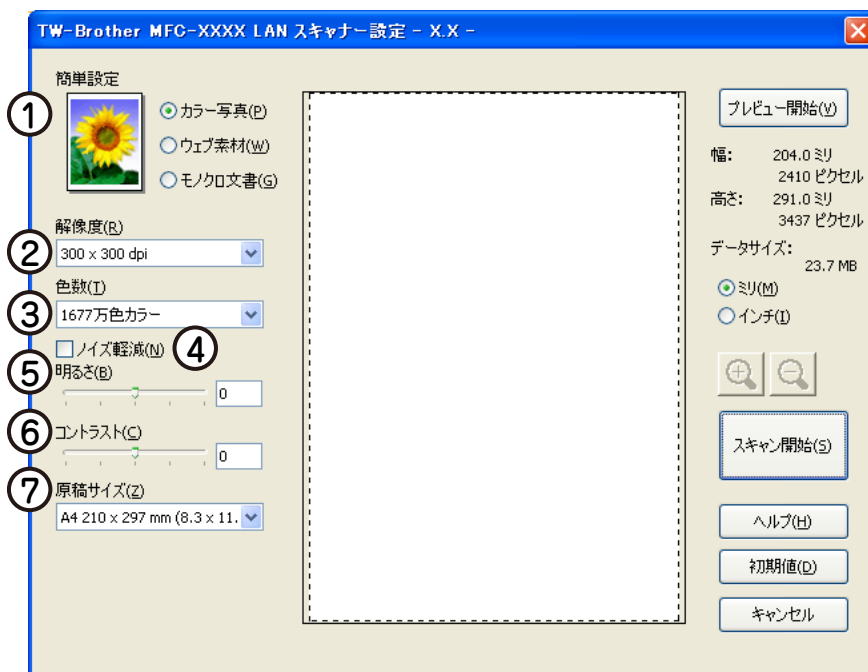 TW-Brother MFC-XXXX LAN スキャナー設定 - X.X -
簡単設定
①
カラー写真(P)
ウェブ素材(W)
モノクロ文書(G)
解像度(R)
②
300 x 300 dpi
色数(T)
③
1677万色カラー
ノイズ軽減(N)
④
⑤
明るさ(B)
0
⑥
コントラスト(C)
0
⑦
原稿サイズ(Z)
A4 210 x 297 mm (8.3 x 11.
プレビュー開始(V)
幅: 204.0 ミリ
2410 ピクセル
高さ: 291.0 ミリ
3437 ピクセル
データサイズ:
23.7 MB
ミリ(M)
インチ(I)
スキャン開始(S)
ヘルプ(H)
初期値(D)
キャンセル